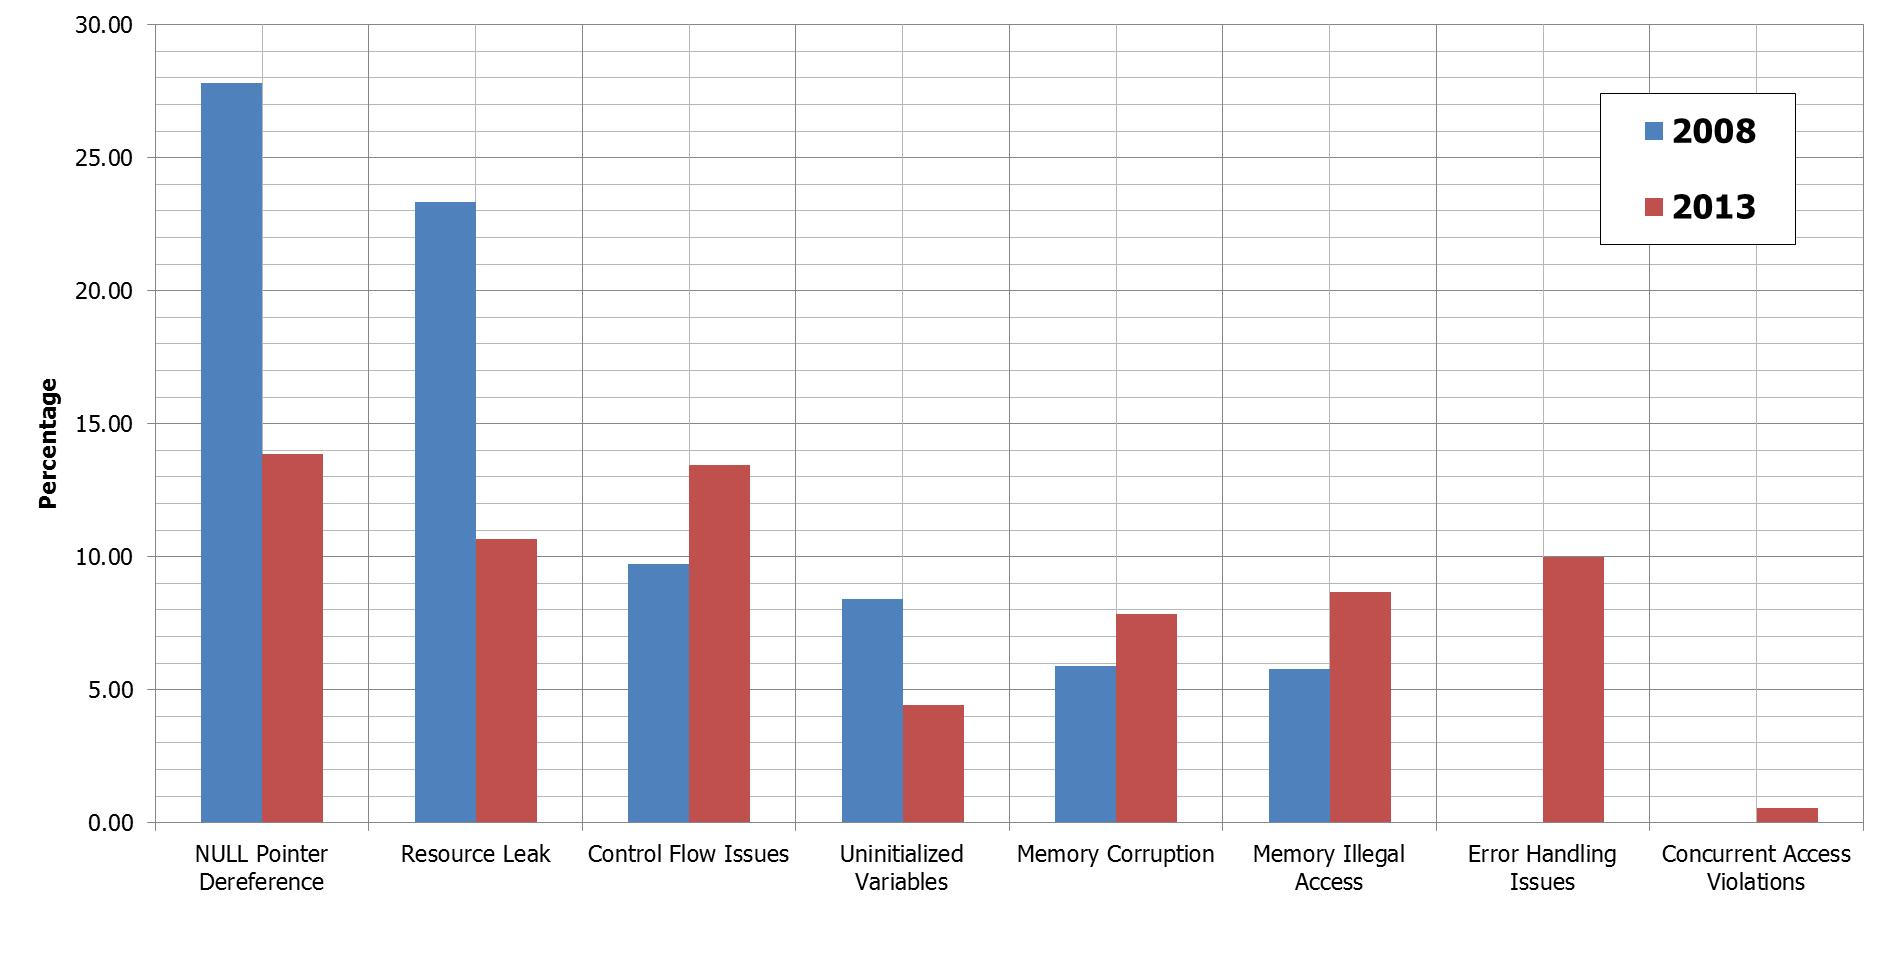 30.00
25.00
20.00
15.00
10.00
5.00
0.00
Percentage
2008
2013
NULL Pointer
Dereference
Resource Leak
Control Flow Issues
Uninitialized
Variables
Memory Corruption
Memory Illegal
Access
Error Handling
Issues
Concurrent Access
Violations